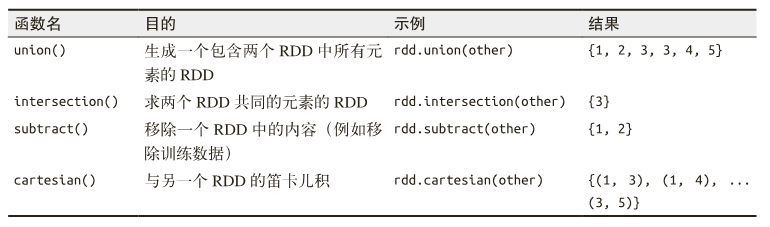 函数名 目的 示例 结果
union() 生成一个包含两个 RDD 中所有元 rdd.union(other) {1, 2, 3, 3, 4, 5}
素的 RDD
intersection() 求两个 RDD 共同的元素的 RDD rdd.intersection(other) {3}
subtract() 移除一个 RDD 中的内容（例如移 rdd.subtract(other) {1, 2}
除训练数据）
cartesian() 与另一个 RDD 的笛卡儿积 rdd.cartesian(other) {(1, 3), (1, 4), ...
(3, 5)}